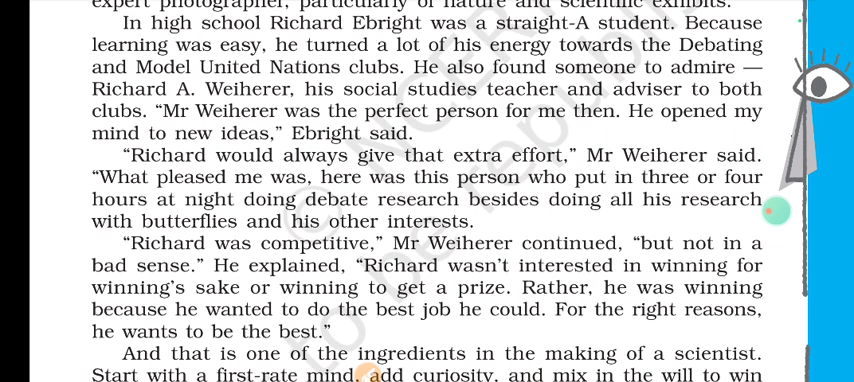 expert photographer, particularly of nature and scientific exhibits.
In high school Richard Ebright was a straight-A student. Because
learning was easy, he turned a lot of his energy towards the Debating
and Model United Nations clubs. He also found someone to admire —
Richard A. Weiherer, his social studies teacher and adviser to both
clubs. “Mr Weiherer was the perfect person for me then. He opened my
mind to new ideas,” Ebright said.
“Richard would always give that extra effort,” Mr Weiherer said.
“What pleased me was, here was this person who put in three or four
hours at night doing debate research besides doing all his research
with butterflies and his other interests.
“Richard was competitive,” Mr Weiherer continued, “but not in a
bad sense.” He explained, “Richard wasn’t interested in winning for
winning’s sake or winning to get a prize. Rather, he was winning
because he wanted to do the best job he could. For the right reasons,
he wants to be the best.”
And that is one of the ingredients in the making of a scientist.
Start with a first-rate mind, add curiosity, and mix in the will to win